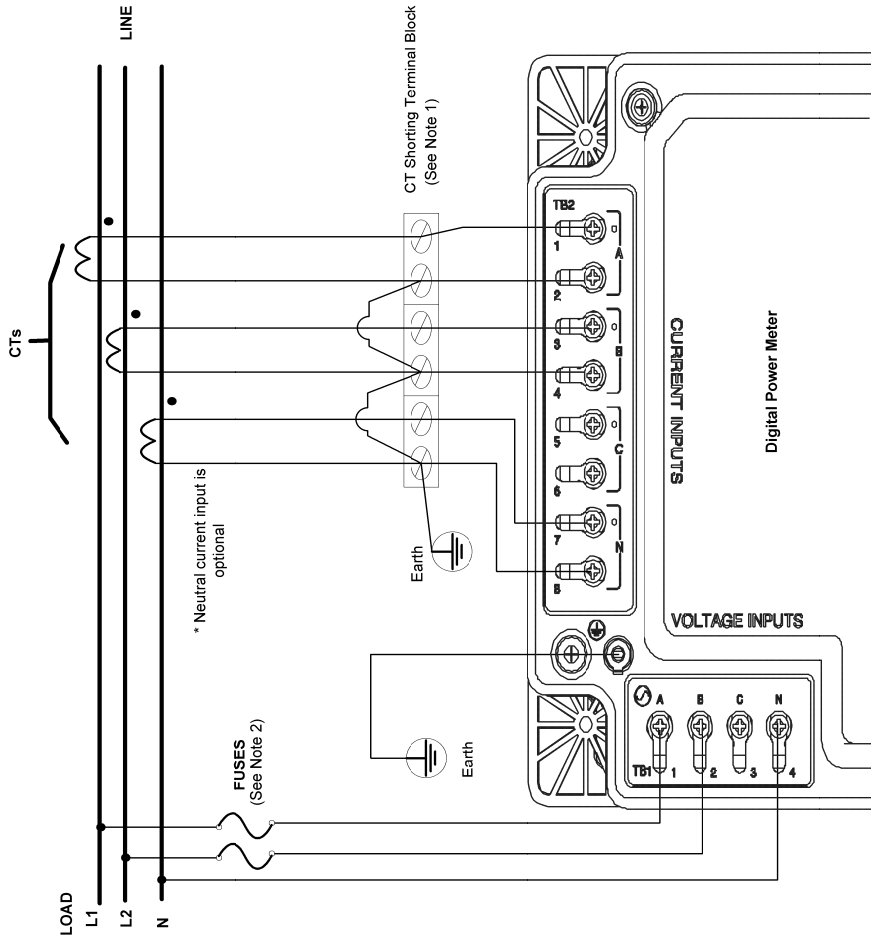 LINE
CTs
CT Shorting Terminal Block
(See Note 1)
* Neutral current input is
optional
Earth
TB2
1
2
3
4
5
6
7
8
A
B
C
N
CURRENT INPUTS
Digital Power Meter
VOLTAGE INPUTS
FUSES
(See Note 2)
Earth
A
B
C
N
TB1
1
2
3
4
LOAD
L1
L2
N